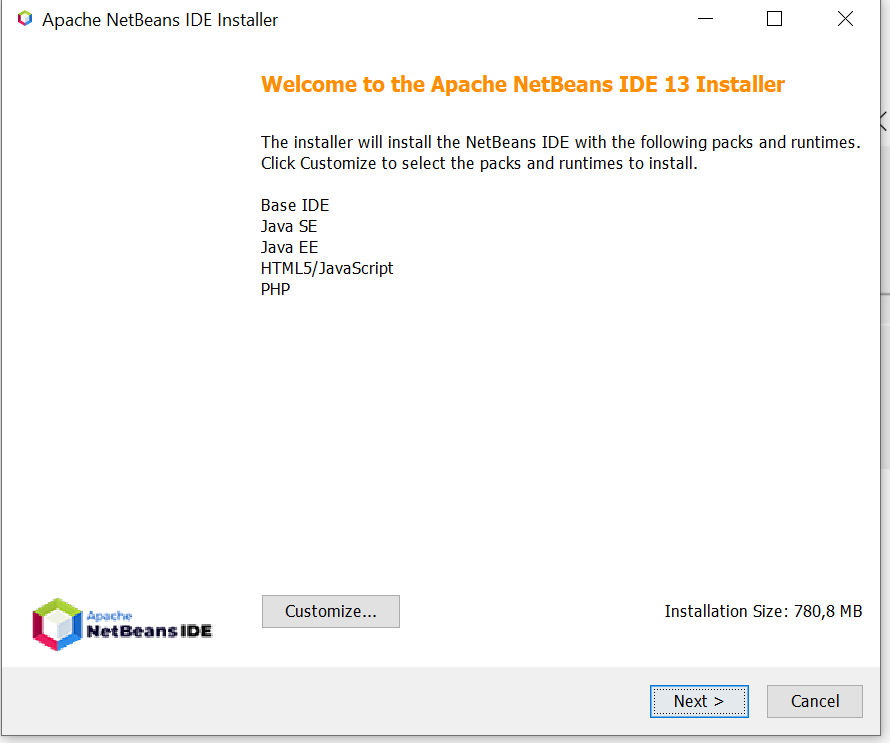 Apache NetBeans IDE Installer
Welcome to the Apache NetBeans IDE 13 Installer
The installer will install the NetBeans IDE with the following packs and runtimes.
Click Customize to select the packs and runtimes to install.
Base IDE
Java SE
Java EE
HTML5/JavaScript
PHP
Apache
NetBeans IDE
Customize...
Installation Size: 780,8 MB
Next >
Cancel